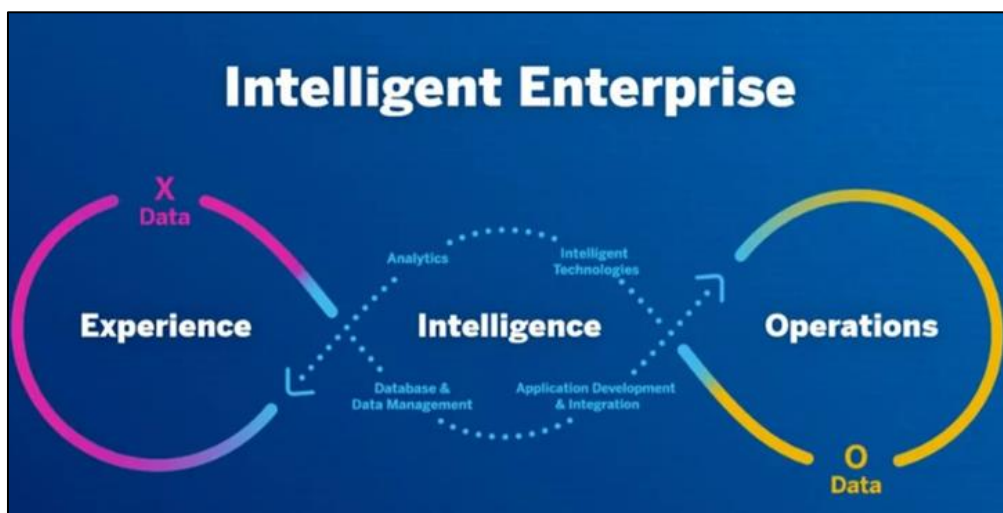 Intelligent Enterprise
X
Data
Analytics
Intelligent
Technologies
Experience
Intelligence
Operations
Database &
Data Management
Application Development
& Integration
O
Data